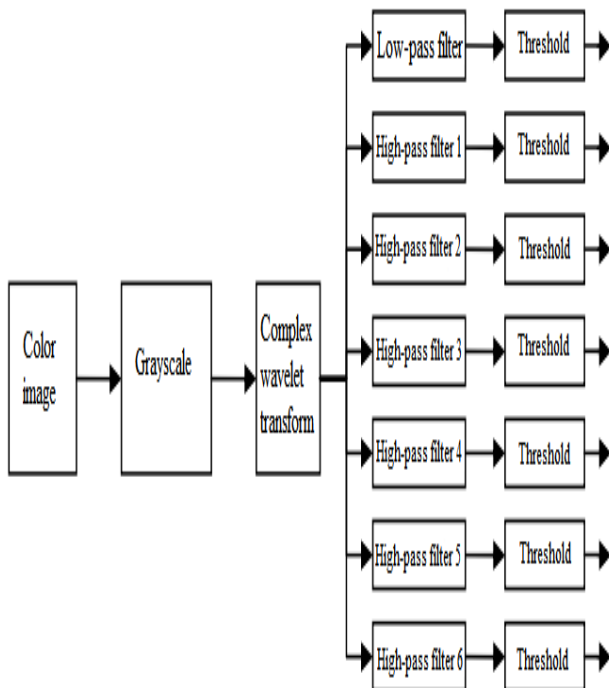 Color
image
Grayscale
Complex
wavelet
transform
Low-pass filter
Threshold
High-pass filter 1
Threshold
High-pass filter 2
Threshold
High-pass filter 3
Threshold
High-pass filter 4
Threshold
High-pass filter 5
Threshold
High-pass filter 6
Threshold